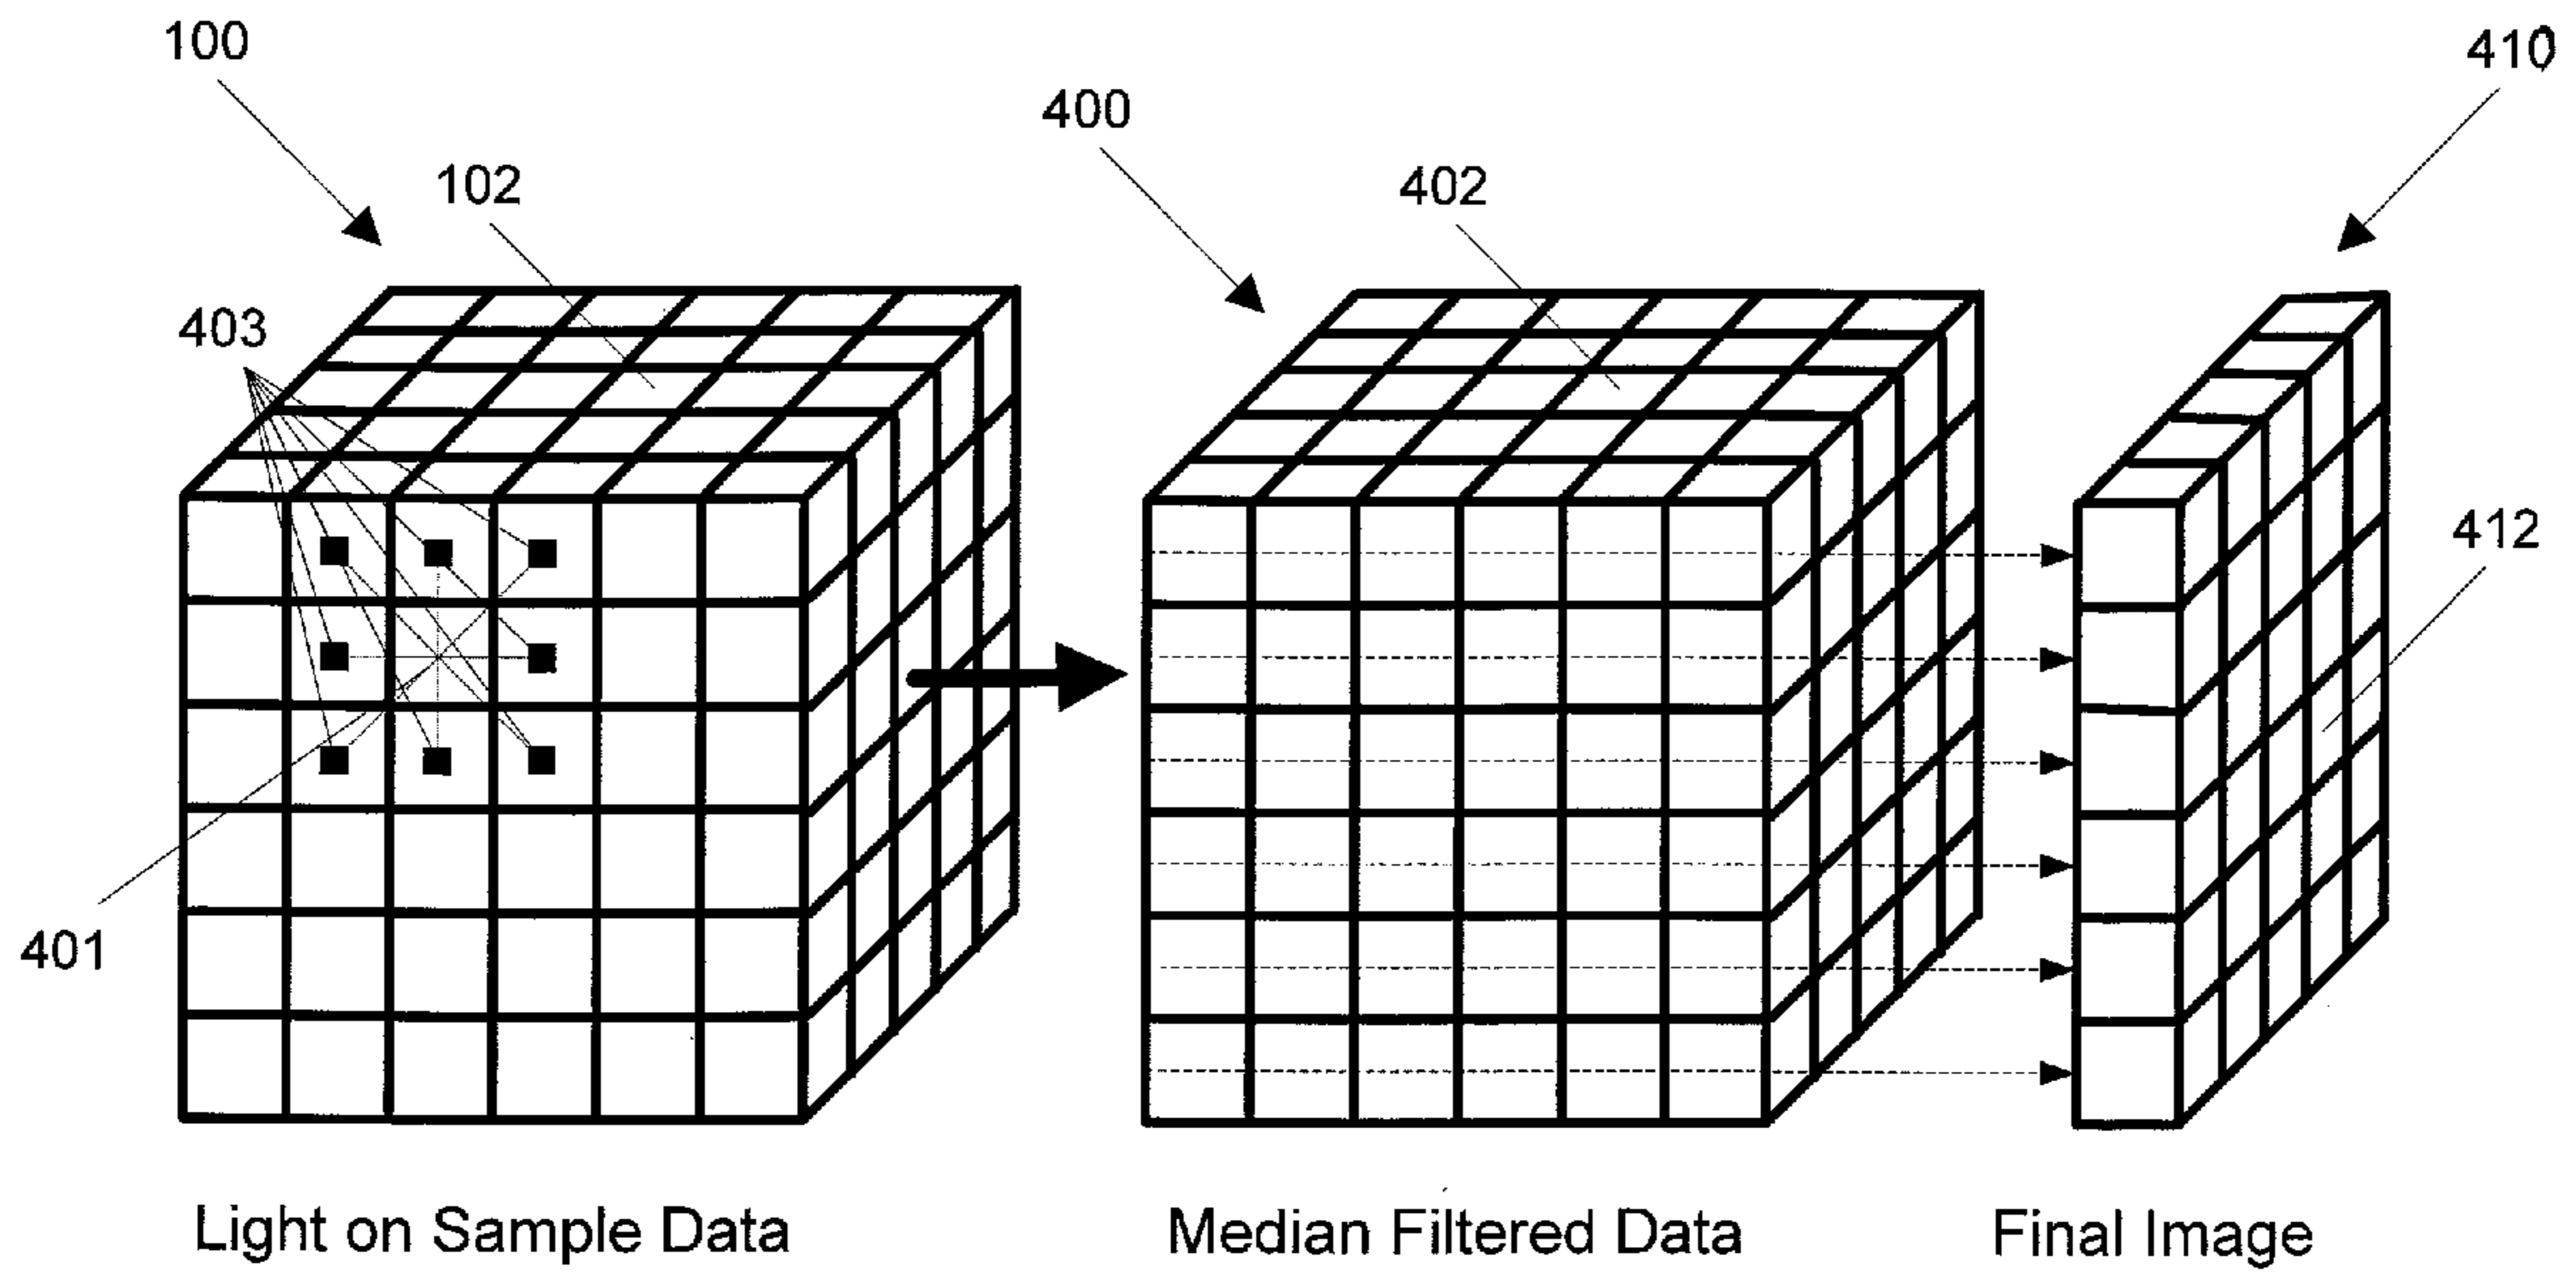 100
410
400
102
402
403
412
401
Light on Sample Data
Median Filtered Data
Final Image